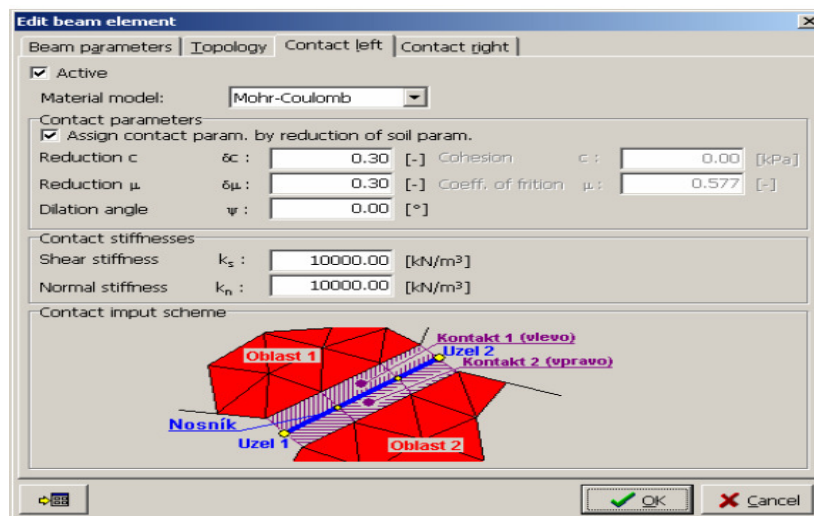 Edit beam element
Beam parameters Topology Contact left Contact right
Active
Material model: Mohr-Coulomb
Contact parameters
Assign contact param. by reduction of soil param.
Reduction c δc : 0.30 [-] Cohesion c : 0.00 [kPa]
Reduction μ δμ : 0.30 [-] Coeff. of frition μ : 0.577 [-]
Dilation angle ψ : 0.00 [°]
Contact stiffnesses
Shear stiffness ks : 10000.00 [kN/m³]
Normal stiffness kn : 10000.00 [kN/m³]
Contact imput scheme
Kontakt 1 (vlevo)
Oblast 1
Uzel 2
Kontakt 2 (vpravo)
Nosník
Uzel 1
Oblast 2
OK Cancel